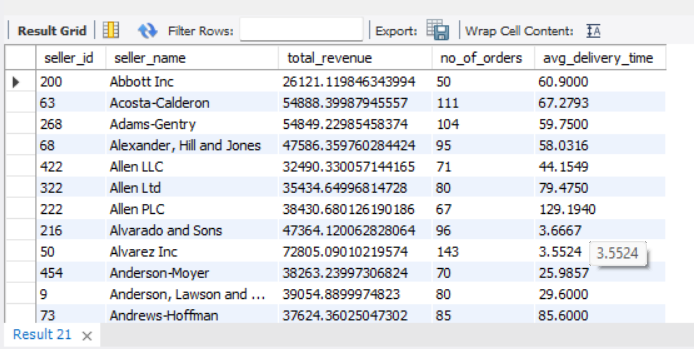 Result Grid Filter Rows: Export: Wrap Cell Content: IA
seller_id seller_name total_revenue no_of_orders avg_delivery_time
200 Abbott Inc 26121.119846343994 50 60.9000
63 Acosta-Calderon 54888.39987945557 111 67.2793
268 Adams-Gentry 54849.22985458374 104 59.7500
68 Alexander, Hill and Jones 47586.359760284424 95 58.0316
422 Allen LLC 32490.330057144165 71 44.1549
322 Allen Ltd 35434.64996814728 80 79.4750
222 Allen PLC 38430.680126190186 67 129.1940
216 Alvarado and Sons 47364.120062828064 96 3.6667
50 Alvarez Inc 72805.09010219574 143 3.5524 3.5524
454 Anderson-Moyer 38263.23997306824 70 25.9857
9 Anderson, Lawson and ... 39054.8899974823 80 29.6000
73 Andrews-Hoffman 37624.36025047302 85 85.6000
Result 21 ×